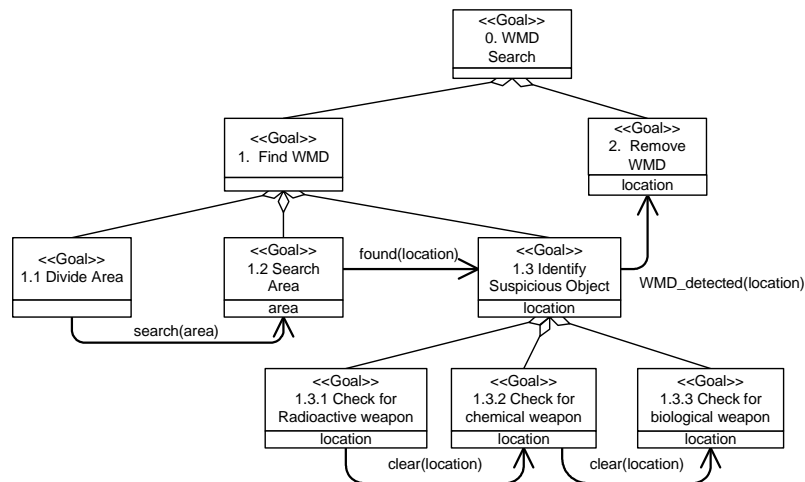 <<Goal>>
0. WMD
Search
<<Goal>>
1.  Find WMD
<<Goal>>
2.  Remove
WMD
location
<<Goal>>
1.1 Divide Area
<<Goal>>
1.2 Search
Area
area
found(location)
<<Goal>>
1.3 Identify
Suspicious Object
location
WMD_detected(location)
search(area)
<<Goal>>
1.3.1 Check for
Radioactive weapon
location
<<Goal>>
1.3.2 Check for
chemical weapon
location
<<Goal>>
1.3.3 Check for
biological weapon
location
clear(location)
clear(location)